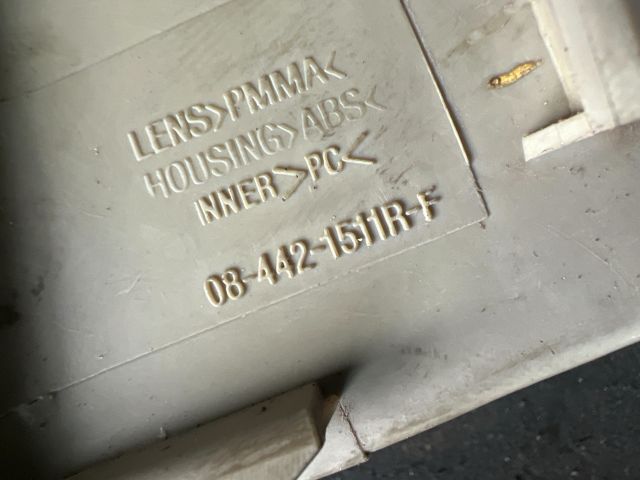 LENS>PMMA<
HOUSING>ABS<
INNER>PC<
08-442-1511R-F